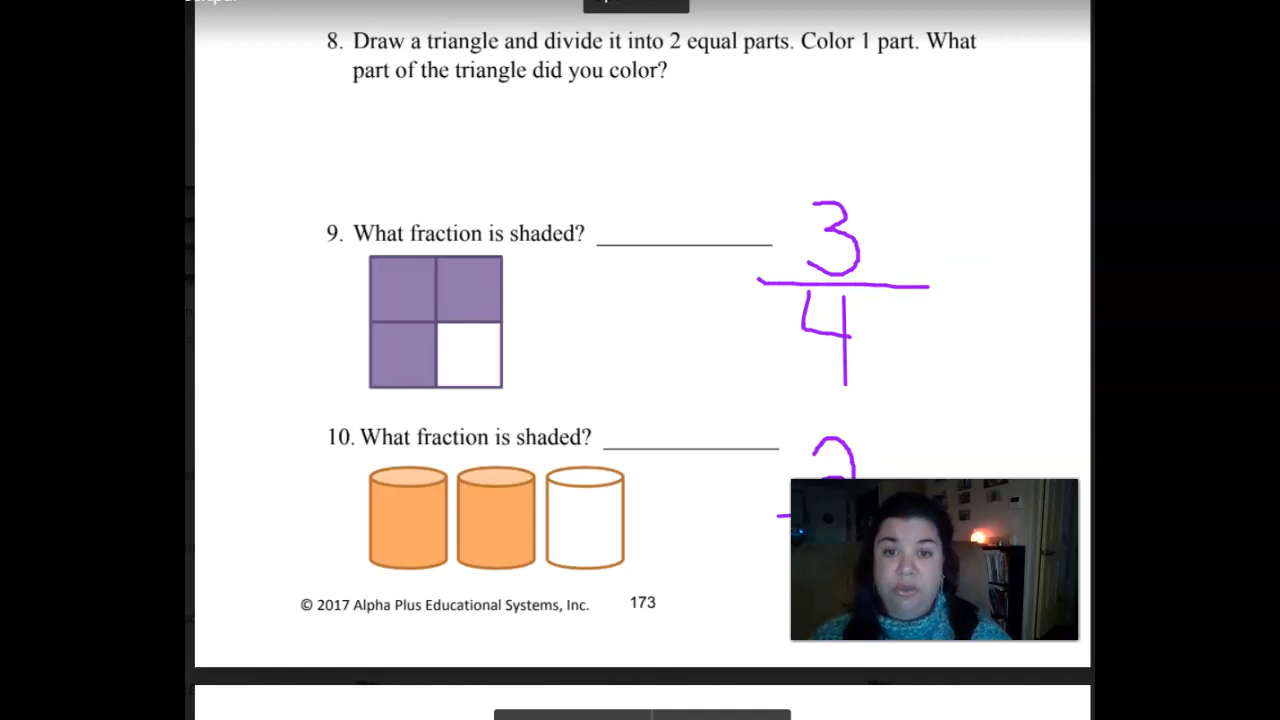 8. Draw a triangle and divide it into 2 equal parts. Color 1 part. What
part of the triangle did you color?
9. What fraction is shaded? ____________
3
4
10. What fraction is shaded? ____________
2
© 2017 Alpha Plus Educational Systems, Inc. 173